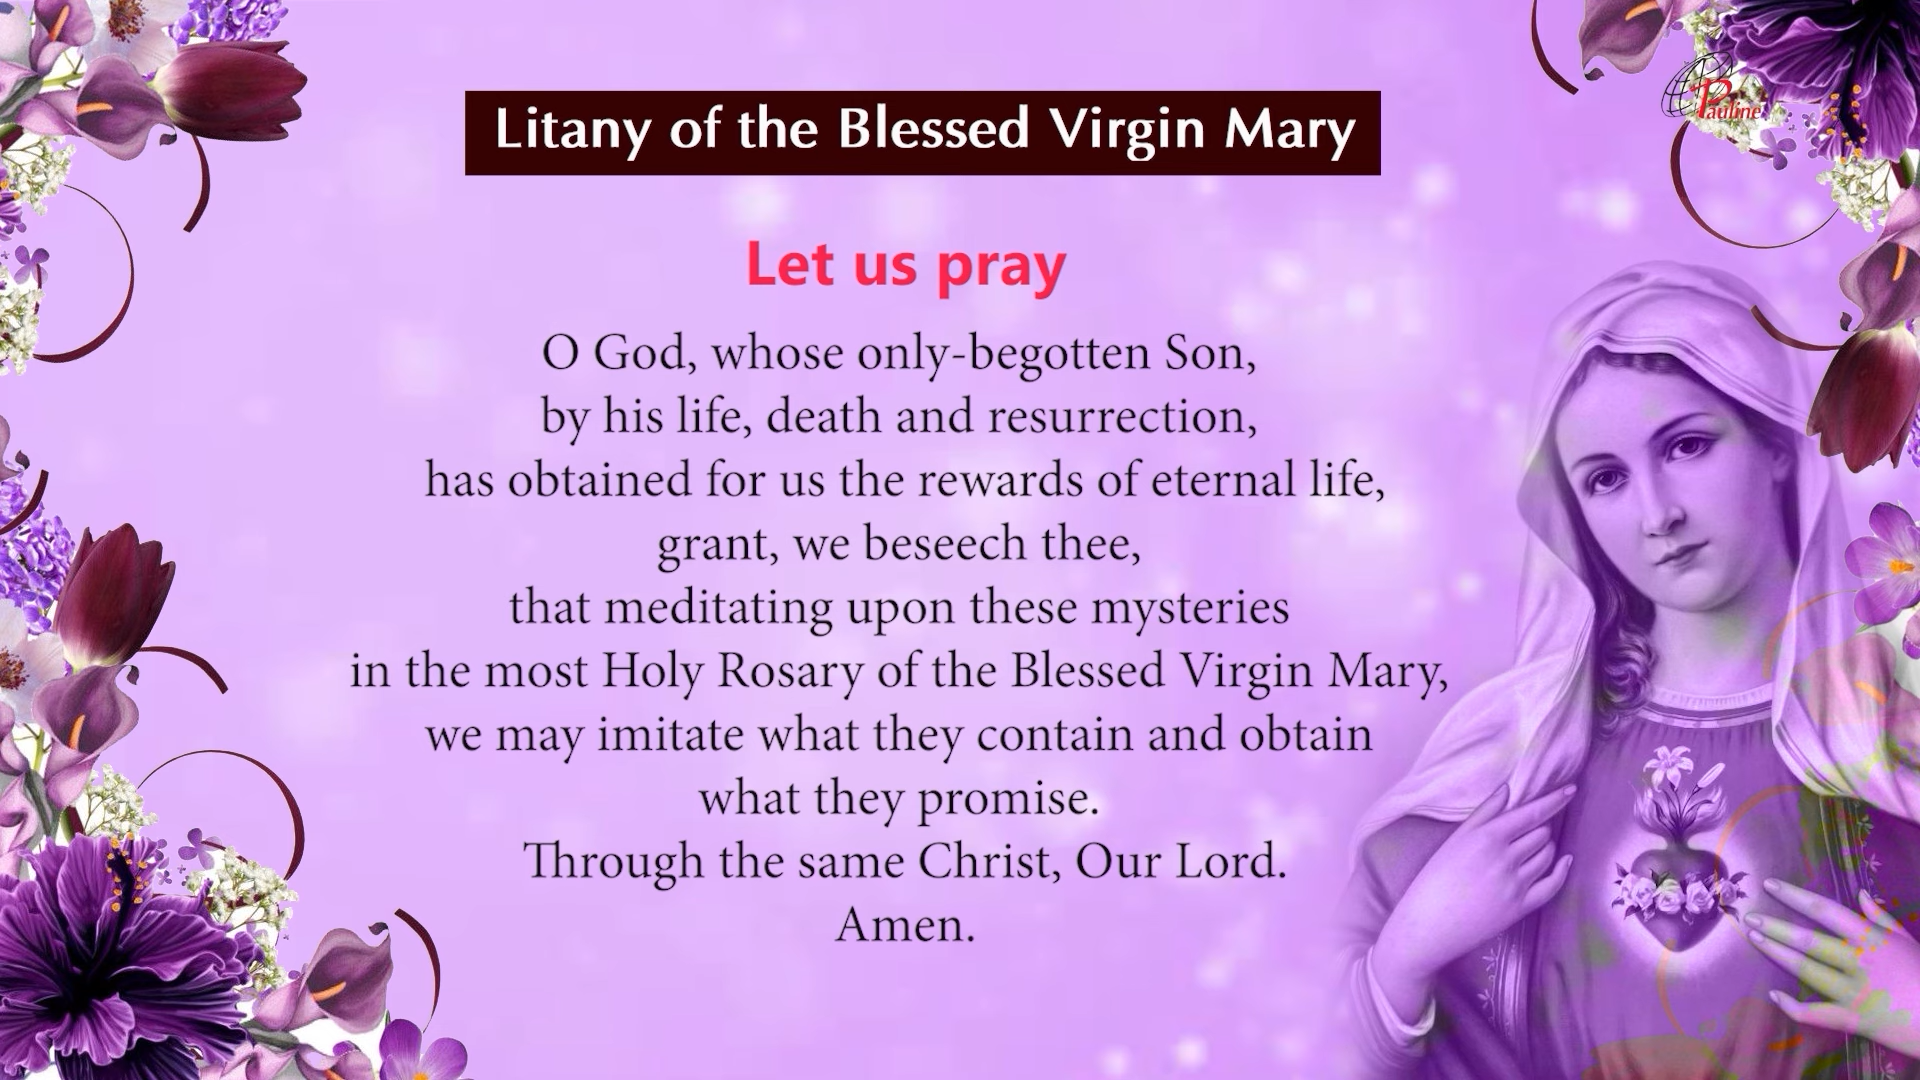 Pauline
Litany of the Blessed Virgin Mary
Let us pray
O God, whose only-begotten Son,
by his life, death and resurrection,
has obtained for us the rewards of eternal life,
grant, we beseech thee,
that meditating upon these mysteries
in the most Holy Rosary of the Blessed Virgin Mary,
we may imitate what they contain and obtain
what they promise.
Through the same Christ, Our Lord.
Amen.